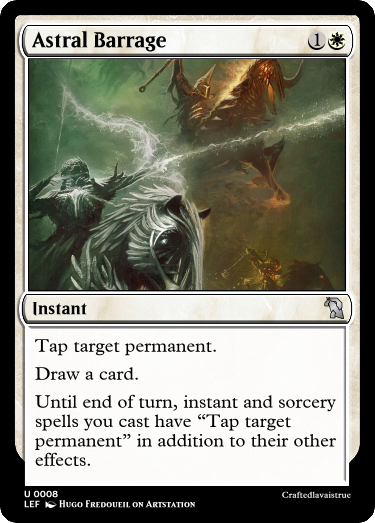 Astral Barrage 1
Instant
Tap target permanent.
Draw a card.
Until end of turn, instant and sorcery
spells you cast have “Tap target
permanent” in addition to their other
effects.
U 0008
LEF Hugo Fredoueil on Artstation
Craftedlavaistrue